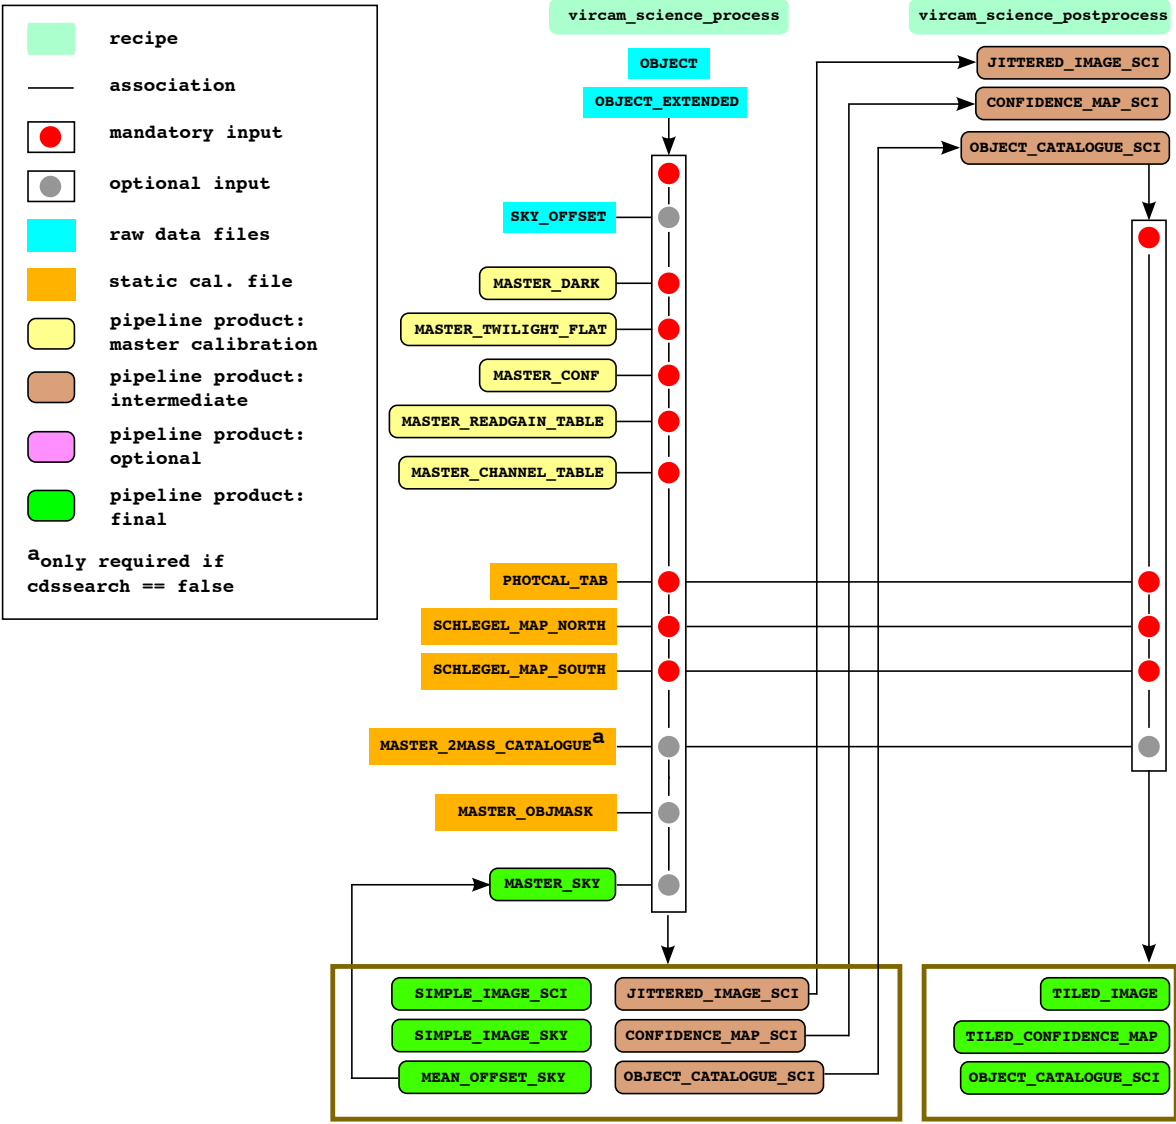 recipe
association
mandatory input
optional input
raw data files
static cal. file
pipeline product:
master calibration
pipeline product:
intermediate
pipeline product:
optional
pipeline product:
final
a only required if
cdssearch == false
vircam_science_process
OBJECT
OBJECT_EXTENDED
SKY_OFFSET
MASTER_DARK
MASTER_TWILIGHT_FLAT
MASTER_CONF
MASTER_READGAIN_TABLE
MASTER_CHANNEL_TABLE
PHOTCAL_TAB
SCHLEGEL_MAP_NORTH
SCHLEGEL_MAP_SOUTH
MASTER_2MASS_CATALOGUE a
MASTER_OBJMASK
MASTER_SKY
SIMPLE_IMAGE_SCI
SIMPLE_IMAGE_SKY
MEAN_OFFSET_SKY
JITTERED_IMAGE_SCI
CONFIDENCE_MAP_SCI
OBJECT_CATALOGUE_SCI
vircam_science_postprocess
JITTERED_IMAGE_SCI
CONFIDENCE_MAP_SCI
OBJECT_CATALOGUE_SCI
TILED_IMAGE
TILED_CONFIDENCE_MAP
OBJECT_CATALOGUE_SCI